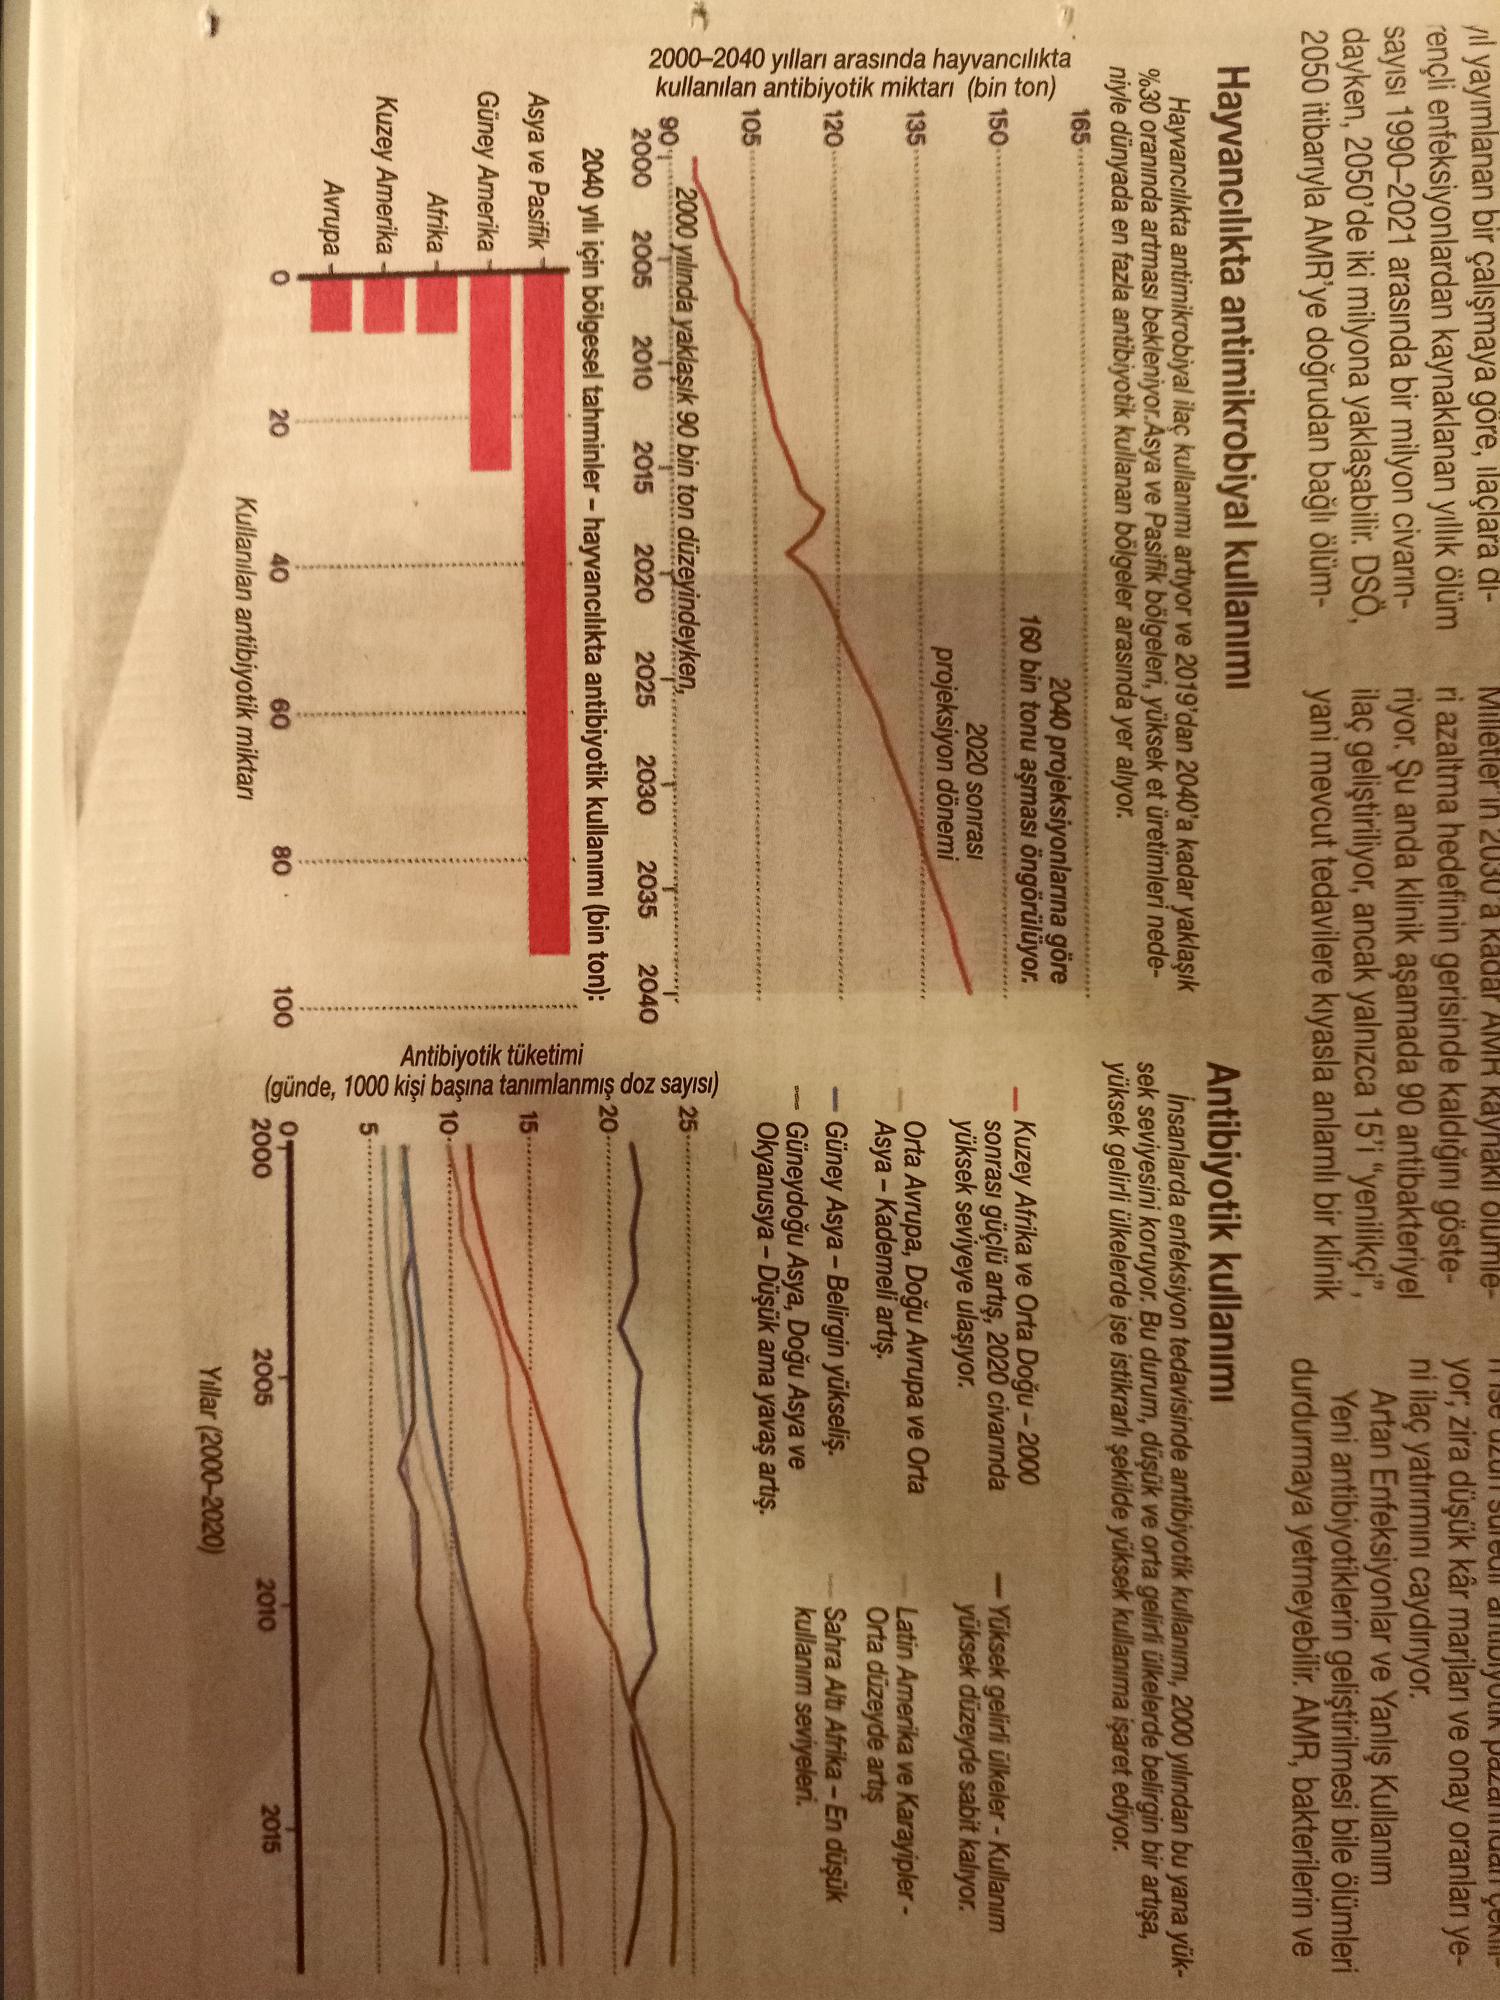 yıl yayımlanan bir çalışmaya göre, ilaçlara di-
rençli enfeksiyonlardan kaynaklanan yıllık ölüm
sayısı 1990–2021 arasında bir milyon civarın-
dayken, 2050'de iki milyona yaklaşabilir. DSÖ,
2050 itibarıyla AMR'ye doğrudan bağlı ölüm-
Milletler'in 2030'a kadar AMR kaynaklı ölümle-
ri azaltma hedefinin gerisinde kaldığını göste-
riyor. Şu anda klinik aşamada 90 antibakteriyel
ilaç geliştiriliyor, ancak yalnızca 15'i “yenilikçi”,
yani mevcut tedavilere kıyasla anlamlı bir klinik
ise uzun süredir antibiyotik pazarından çekili-
yor; zira düşük kâr marjları ve onay oranları ye-
ni ilaç yatırımını caydırıyor.
Artan Enfeksiyonlar ve Yanlış Kullanım
Yeni antibiyotiklerin geliştirilmesi bile ölümleri
durdurmaya yetmeyebilir. AMR, bakterilerin ve
Hayvancılıkta antimikrobiyal kullanımı
Hayvancılıkta antimikrobiyal ilaç kullanımı artıyor ve 2019'dan 2040'a kadar yaklaşık
%30 oranında artması bekleniyor.Asya ve Pasifik bölgeleri, yüksek et üretimleri nede-
niyle dünyada en fazla antibiyotik kullanan bölgeler arasında yer alıyor.
2000–2040 yılları arasında hayvancılıkta
kullanılan antibiyotik miktarı (bin ton)
165
150
135
120
105
90
2040 projeksiyonlarına göre
160 bin tonu aşması öngörülüyor.
2020 sonrası
projeksiyon dönemi
2000 yılında yaklaşık 90 bin ton düzeyindeyken,
2000 2005 2010 2015 2020 2025 2030 2035 2040
2040 yılı için bölgesel tahminler – hayvancılıkta antibiyotik kullanımı (bin ton):
Asya ve Pasifik
Güney Amerika
Afrika
Kuzey Amerika
Avrupa
0 20 40 60 80 100
Kullanılan antibiyotik miktarı
Antibiyotik kullanımı
İnsanlarda enfeksiyon tedavisinde antibiyotik kullanımı, 2000 yılından bu yana yük-
sek seviyesini koruyor. Bu durum, düşük ve orta gelirli ülkelerde belirgin bir artışa,
yüksek gelirli ülkelerde ise istikrarlı şekilde yüksek kullanıma işaret ediyor.
Kuzey Afrika ve Orta Doğu – 2000
sonrası güçlü artış, 2020 civarında
yüksek seviyeye ulaşıyor.
Orta Avrupa, Doğu Avrupa ve Orta
Asya – Kademeli artış.
Güney Asya – Belirgin yükseliş.
Güneydoğu Asya, Doğu Asya ve
Okyanusya – Düşük ama yavaş artış.
Yüksek gelirli ülkeler - Kullanım
yüksek düzeyde sabit kalıyor.
Latin Amerika ve Karayipler -
Orta düzeyde artış
Sahra Altı Afrika – En düşük
kullanım seviyeleri.
Antibiyotik tüketimi
(günde, 1000 kişi başına tanımlanmış doz sayısı)
25
20
15
10
5
0
2000 2005 2010 2015
Yıllar (2000–2020)